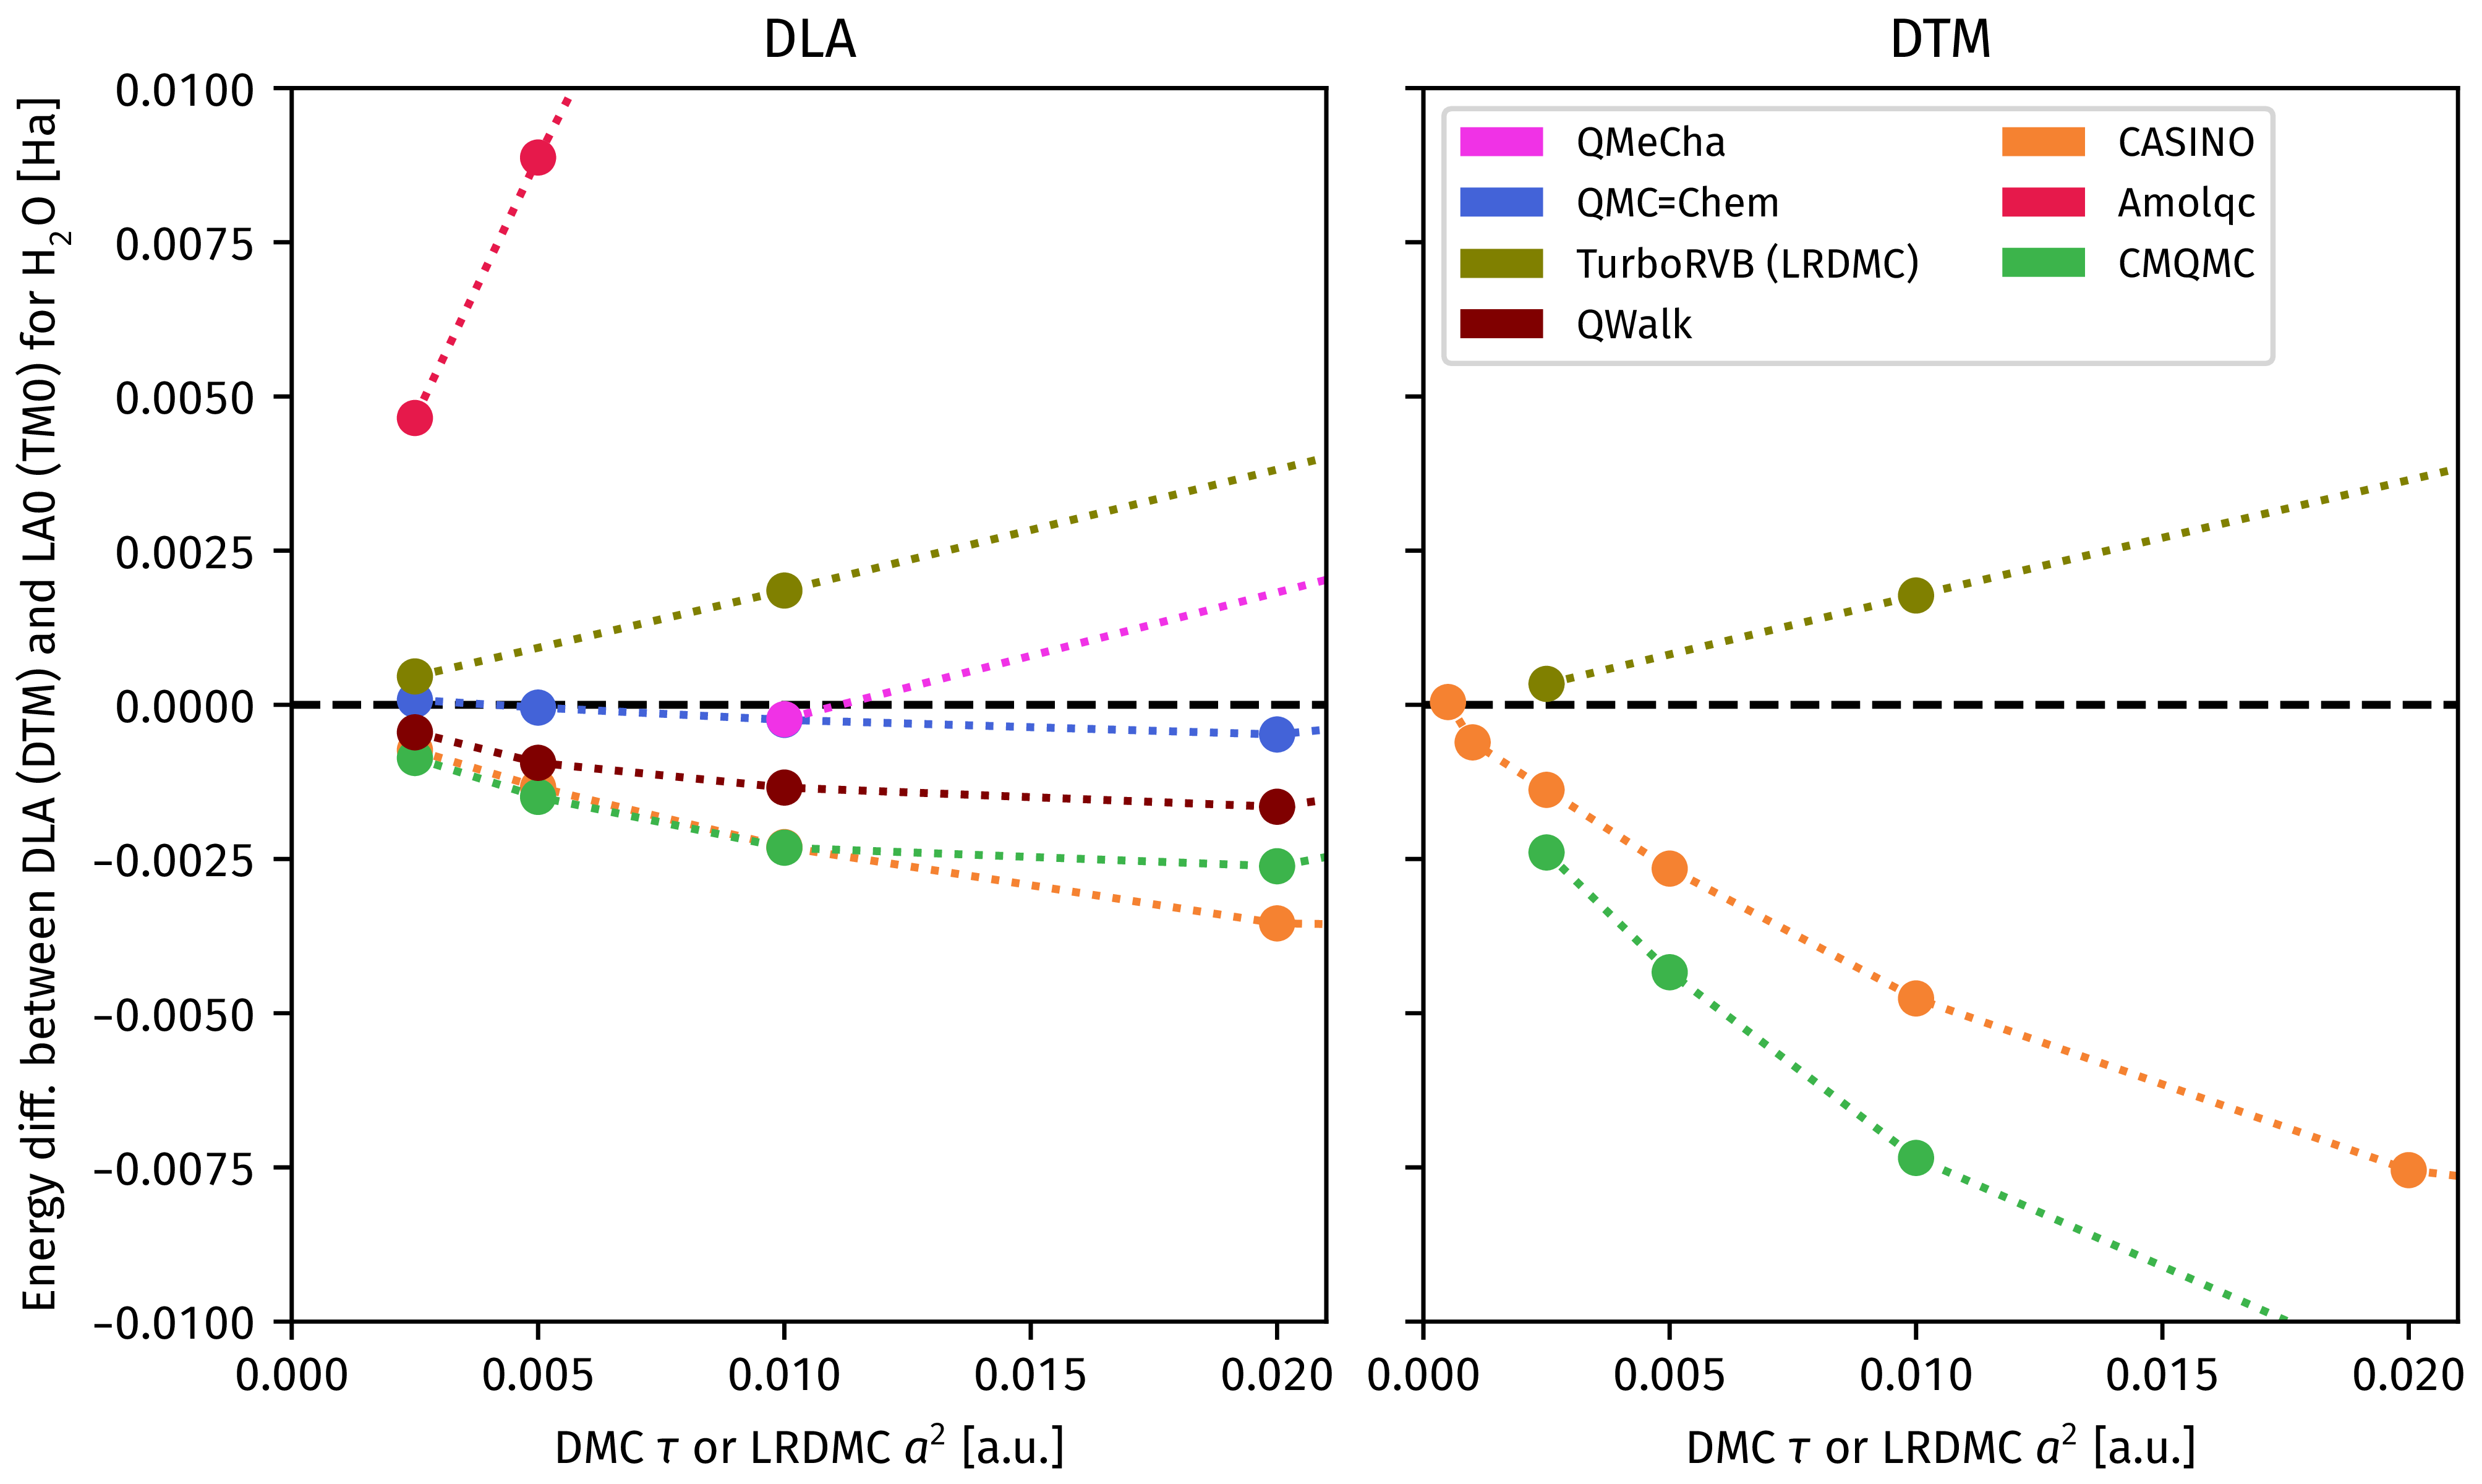 DLA
DTM
Energy diff. between DLA (DTM) and LA0 (TM0) for H₂O [Ha]
0.0100
0.0075
0.0050
0.0025
0.0000
−0.0025
−0.0050
−0.0075
−0.0100
0.000 0.005 0.010 0.015 0.020
DMC τ or LRDMC a² [a.u.]
QMeCha
QMC=Chem
TurboRVB (LRDMC)
QWalk
CASINO
Amolqc
CMQMC
0.000 0.005 0.010 0.015 0.020
DMC τ or LRDMC a² [a.u.]